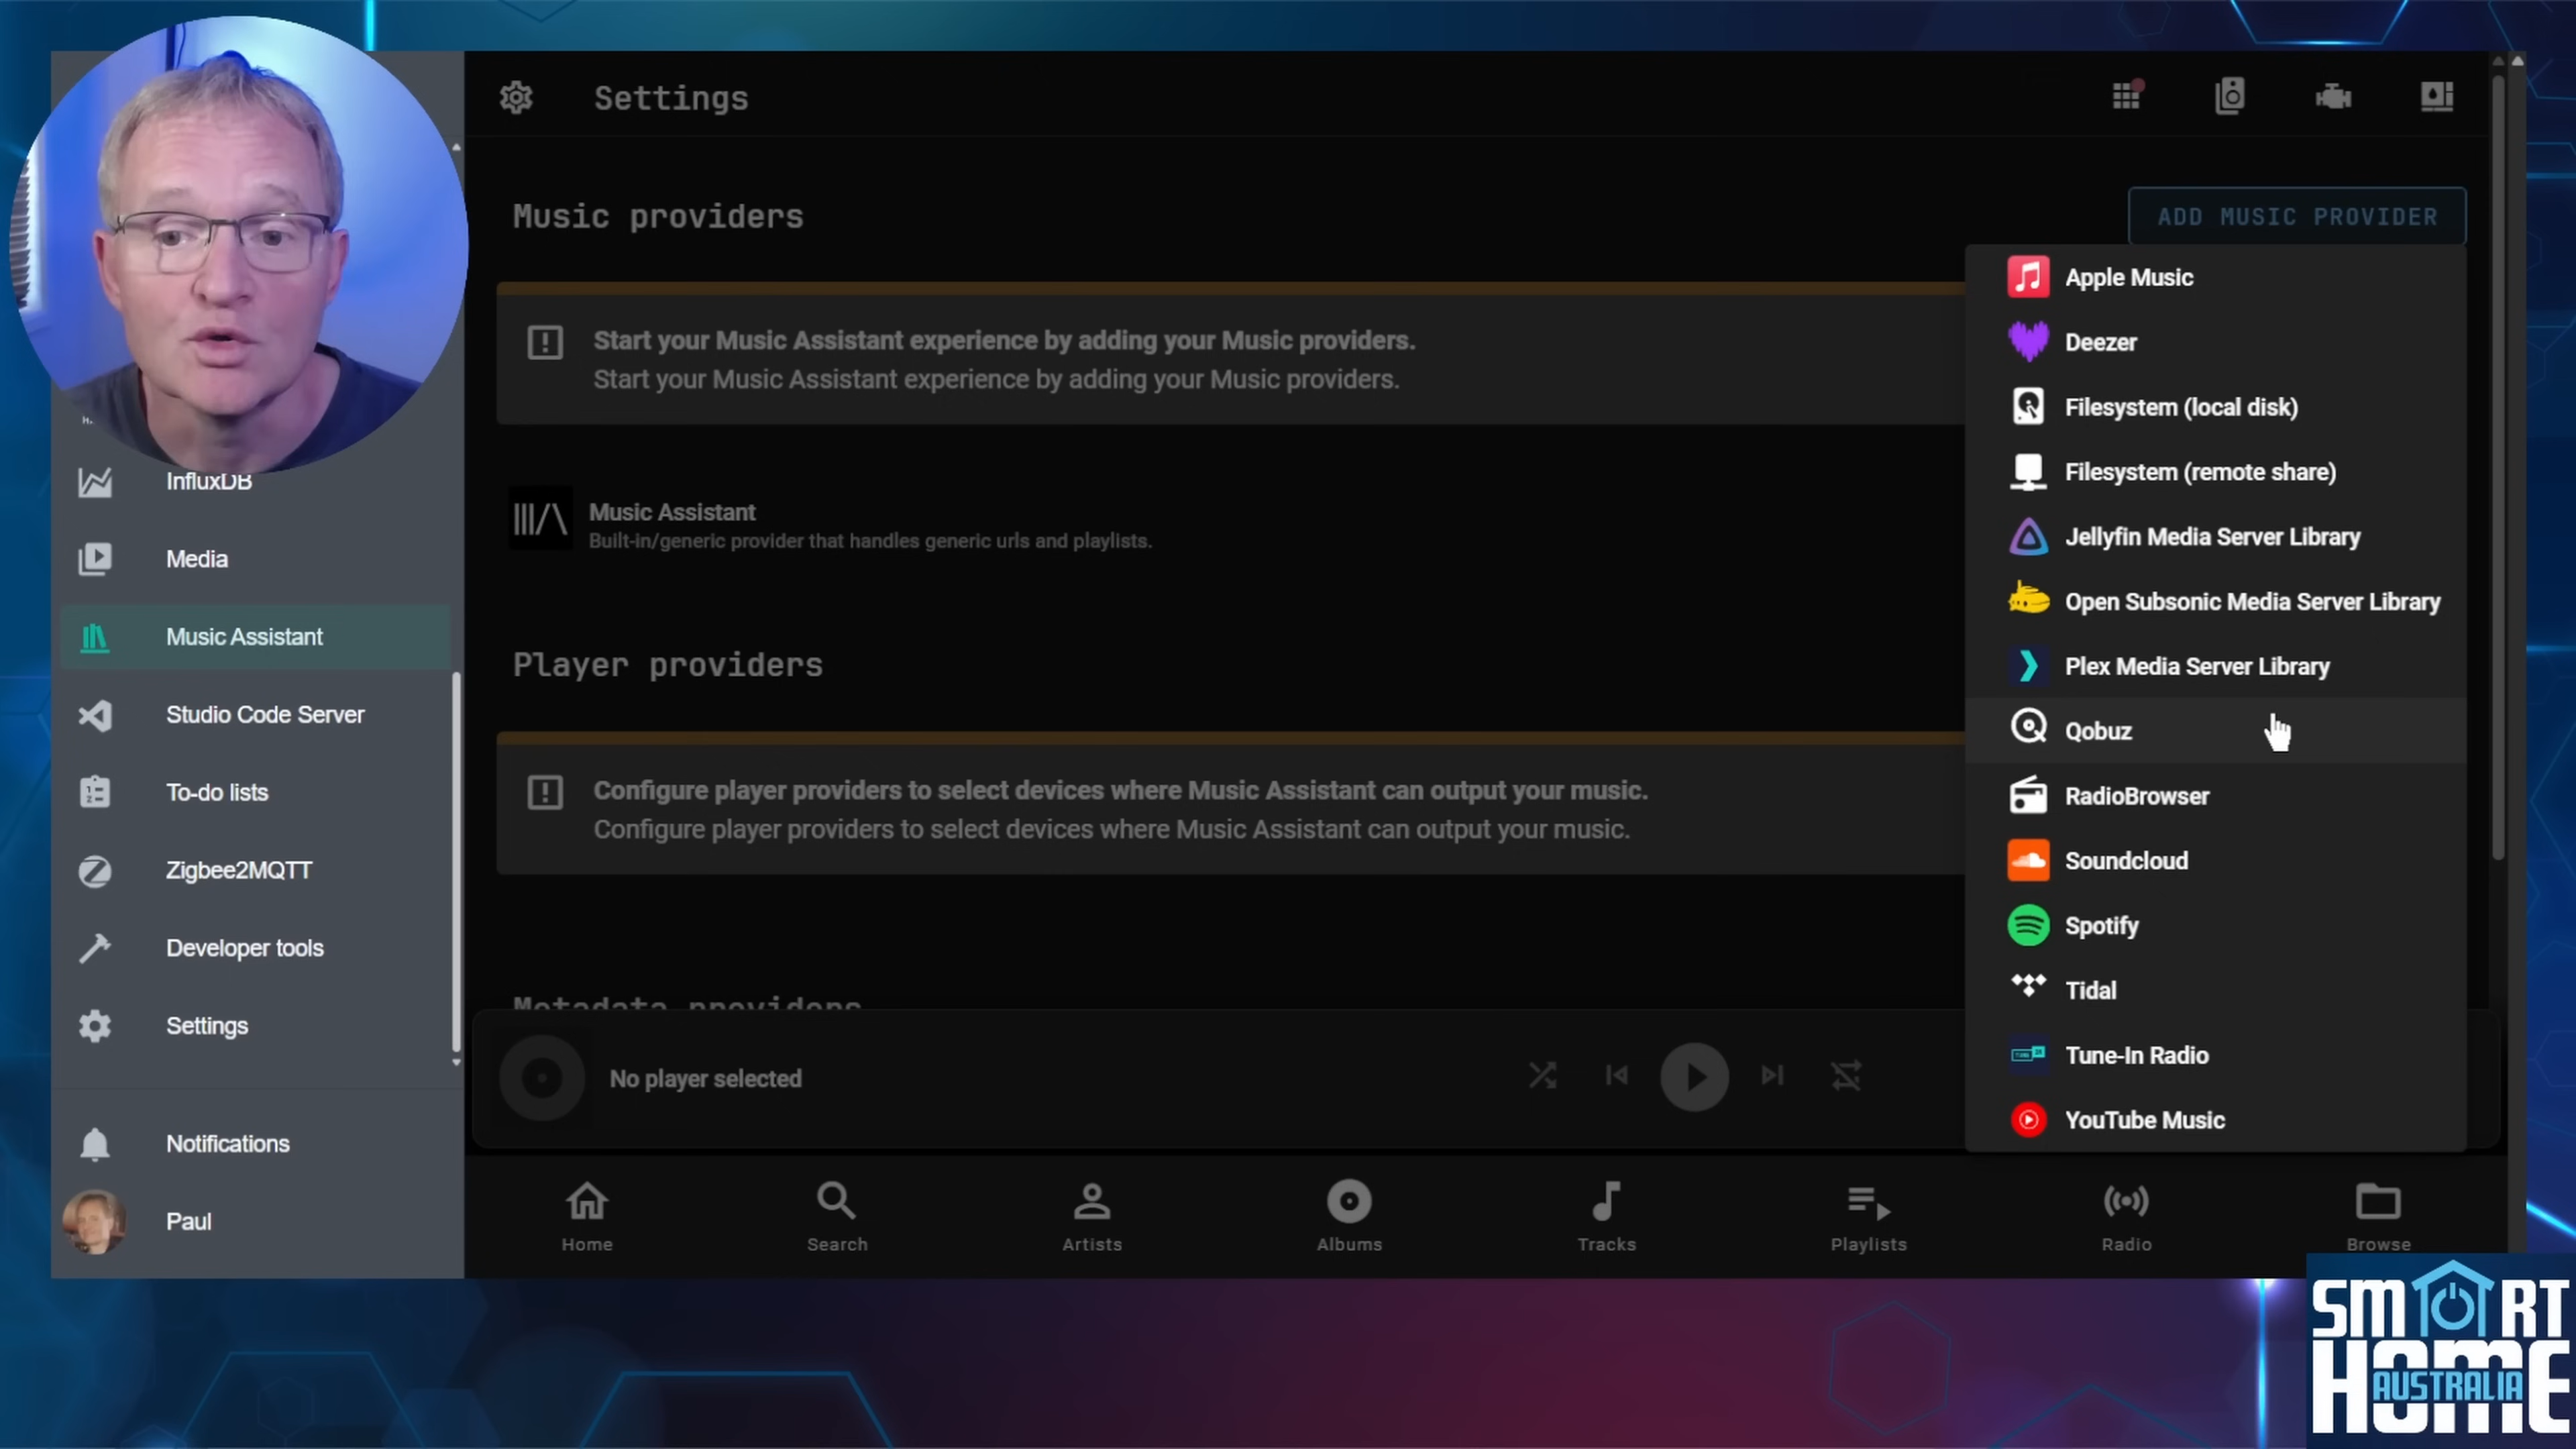 Settings
Music providers
ADD MUSIC PROVIDER
Start your Music Assistant experience by adding your Music providers.
Start your Music Assistant experience by adding your Music providers.
Music Assistant
Built-in/generic provider that handles generic urls and playlists.
Player providers
Configure player providers to select devices where Music Assistant can output your music.
Configure player providers to select devices where Music Assistant can output your music.
Metadata providers
No player selected
Home
Search
Artists
Albums
Tracks
Playlists
Radio
Browse
Apple Music
Deezer
Filesystem (local disk)
Filesystem (remote share)
Jellyfin Media Server Library
Open Subsonic Media Server Library
Plex Media Server Library
Qobuz
RadioBrowser
Soundcloud
Spotify
Tidal
Tune-In Radio
YouTube Music
InfluxDB
Media
Music Assistant
Studio Code Server
To-do lists
Zigbee2MQTT
Developer tools
Settings
Notifications
Paul
SMART
HOME
AUSTRALIA